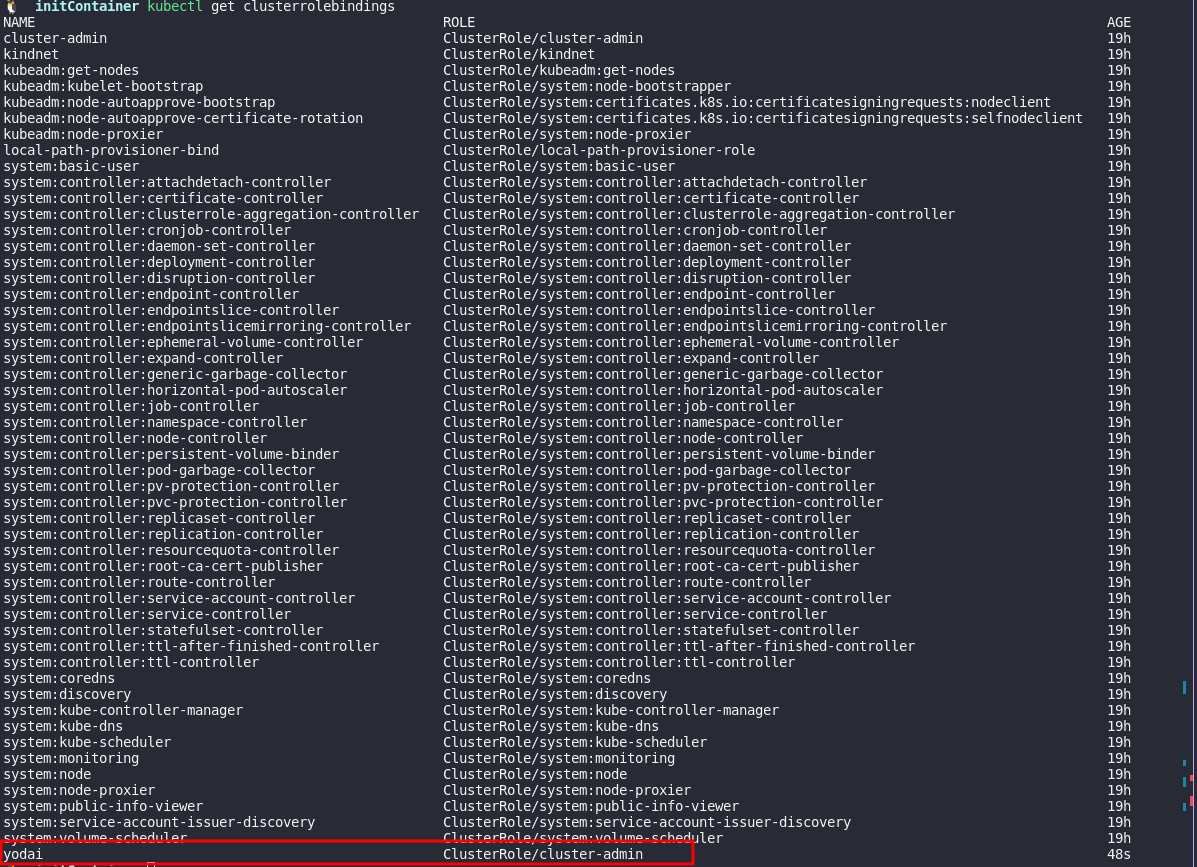 initContainer kubectl get clusterrolebindings
NAME ROLE AGE
cluster-admin ClusterRole/cluster-admin 19h
kindnet ClusterRole/kindnet 19h
kubeadm:get-nodes ClusterRole/kubeadm:get-nodes 19h
kubeadm:kubelet-bootstrap ClusterRole/system:node-bootstrapper 19h
kubeadm:node-autoapprove-bootstrap ClusterRole/system:certificates.k8s.io:certificatesigningrequests:nodeclient 19h
kubeadm:node-autoapprove-certificate-rotation ClusterRole/system:certificates.k8s.io:certificatesigningrequests:selfnodeclient 19h
kubeadm:node-proxier ClusterRole/system:node-proxier 19h
local-path-provisioner-bind ClusterRole/local-path-provisioner-role 19h
system:basic-user ClusterRole/system:basic-user 19h
system:controller:attachdetach-controller ClusterRole/system:controller:attachdetach-controller 19h
system:controller:certificate-controller ClusterRole/system:controller:certificate-controller 19h
system:controller:clusterrole-aggregation-controller ClusterRole/system:controller:clusterrole-aggregation-controller 19h
system:controller:cronjob-controller ClusterRole/system:controller:cronjob-controller 19h
system:controller:daemon-set-controller ClusterRole/system:controller:daemon-set-controller 19h
system:controller:deployment-controller ClusterRole/system:controller:deployment-controller 19h
system:controller:disruption-controller ClusterRole/system:controller:disruption-controller 19h
system:controller:endpoint-controller ClusterRole/system:controller:endpoint-controller 19h
system:controller:endpointslice-controller ClusterRole/system:controller:endpointslice-controller 19h
system:controller:endpointslicemirroring-controller ClusterRole/system:controller:endpointslicemirroring-controller 19h
system:controller:ephemeral-volume-controller ClusterRole/system:controller:ephemeral-volume-controller 19h
system:controller:expand-controller ClusterRole/system:controller:expand-controller 19h
system:controller:generic-garbage-collector ClusterRole/system:controller:generic-garbage-collector 19h
system:controller:horizontal-pod-autoscaler ClusterRole/system:controller:horizontal-pod-autoscaler 19h
system:controller:job-controller ClusterRole/system:controller:job-controller 19h
system:controller:namespace-controller ClusterRole/system:controller:namespace-controller 19h
system:controller:node-controller ClusterRole/system:controller:node-controller 19h
system:controller:persistent-volume-binder ClusterRole/system:controller:persistent-volume-binder 19h
system:controller:pod-garbage-collector ClusterRole/system:controller:pod-garbage-collector 19h
system:controller:pv-protection-controller ClusterRole/system:controller:pv-protection-controller 19h
system:controller:pvc-protection-controller ClusterRole/system:controller:pvc-protection-controller 19h
system:controller:replicaset-controller ClusterRole/system:controller:replicaset-controller 19h
system:controller:replication-controller ClusterRole/system:controller:replication-controller 19h
system:controller:resourcequota-controller ClusterRole/system:controller:resourcequota-controller 19h
system:controller:root-ca-cert-publisher ClusterRole/system:controller:root-ca-cert-publisher 19h
system:controller:route-controller ClusterRole/system:controller:route-controller 19h
system:controller:service-account-controller ClusterRole/system:controller:service-account-controller 19h
system:controller:service-controller ClusterRole/system:controller:service-controller 19h
system:controller:statefulset-controller ClusterRole/system:controller:statefulset-controller 19h
system:controller:ttl-after-finished-controller ClusterRole/system:controller:ttl-after-finished-controller 19h
system:controller:ttl-controller ClusterRole/system:controller:ttl-controller 19h
system:coredns ClusterRole/system:coredns 19h
system:discovery ClusterRole/system:discovery 19h
system:kube-controller-manager ClusterRole/system:kube-controller-manager 19h
system:kube-dns ClusterRole/system:kube-dns 19h
system:kube-scheduler ClusterRole/system:kube-scheduler 19h
system:monitoring ClusterRole/system:monitoring 19h
system:node ClusterRole/system:node 19h
system:node-proxier ClusterRole/system:node-proxier 19h
system:public-info-viewer ClusterRole/system:public-info-viewer 19h
system:service-account-issuer-discovery ClusterRole/system:service-account-issuer-discovery 19h
system:volume-scheduler ClusterRole/system:volume-scheduler 19h
yodai ClusterRole/cluster-admin 48s